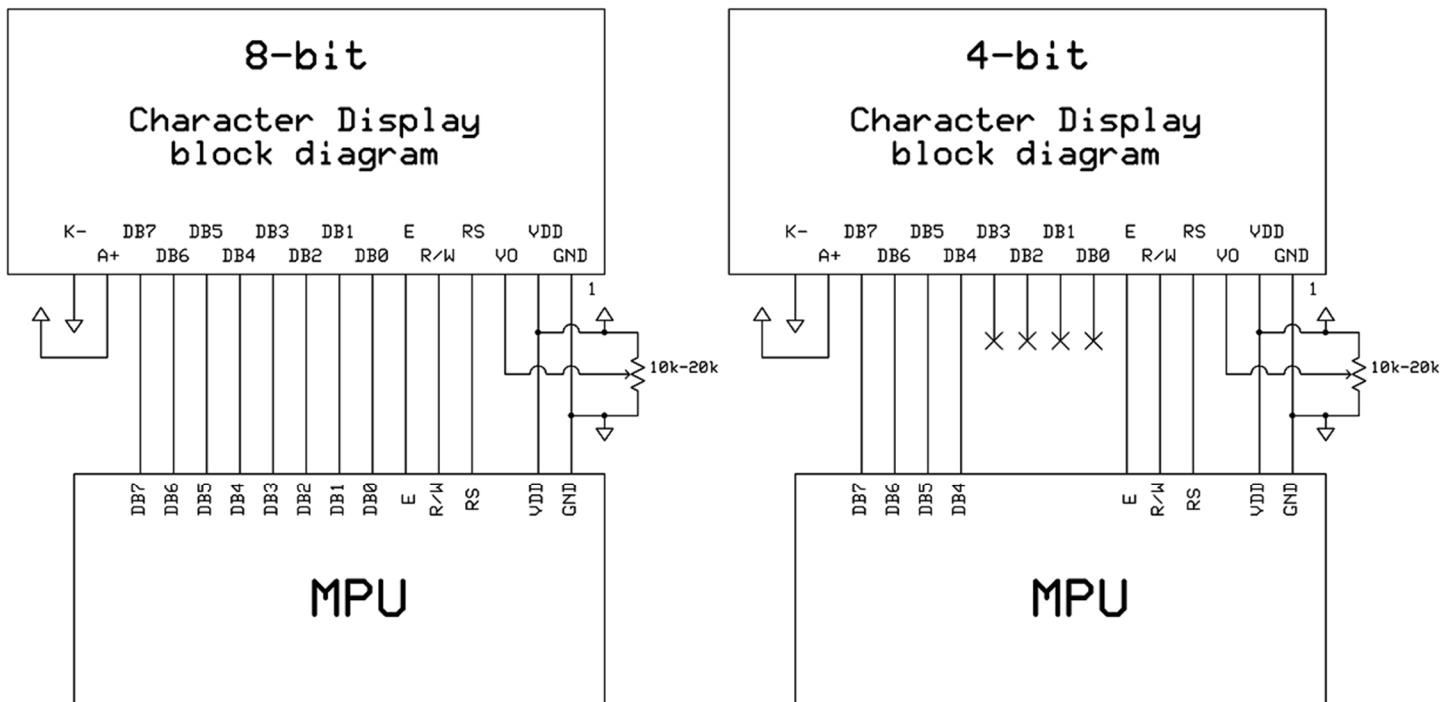 8-bit
Character Display
block diagram
K- DB7 DB5 DB3 DB1 E RS VDD
A+ DB6 DB4 DB2 DB0 R/W VO GND
1
10k-20k
DB7 DB6 DB5 DB4 DB3 DB2 DB1 DB0 E R/W RS VDD GND
MPU
4-bit
Character Display
block diagram
K- DB7 DB5 DB3 DB1 E RS VDD
A+ DB6 DB4 DB2 DB0 R/W VO GND
1
10k-20k
DB7 DB6 DB5 DB4 E R/W RS VDD GND
MPU